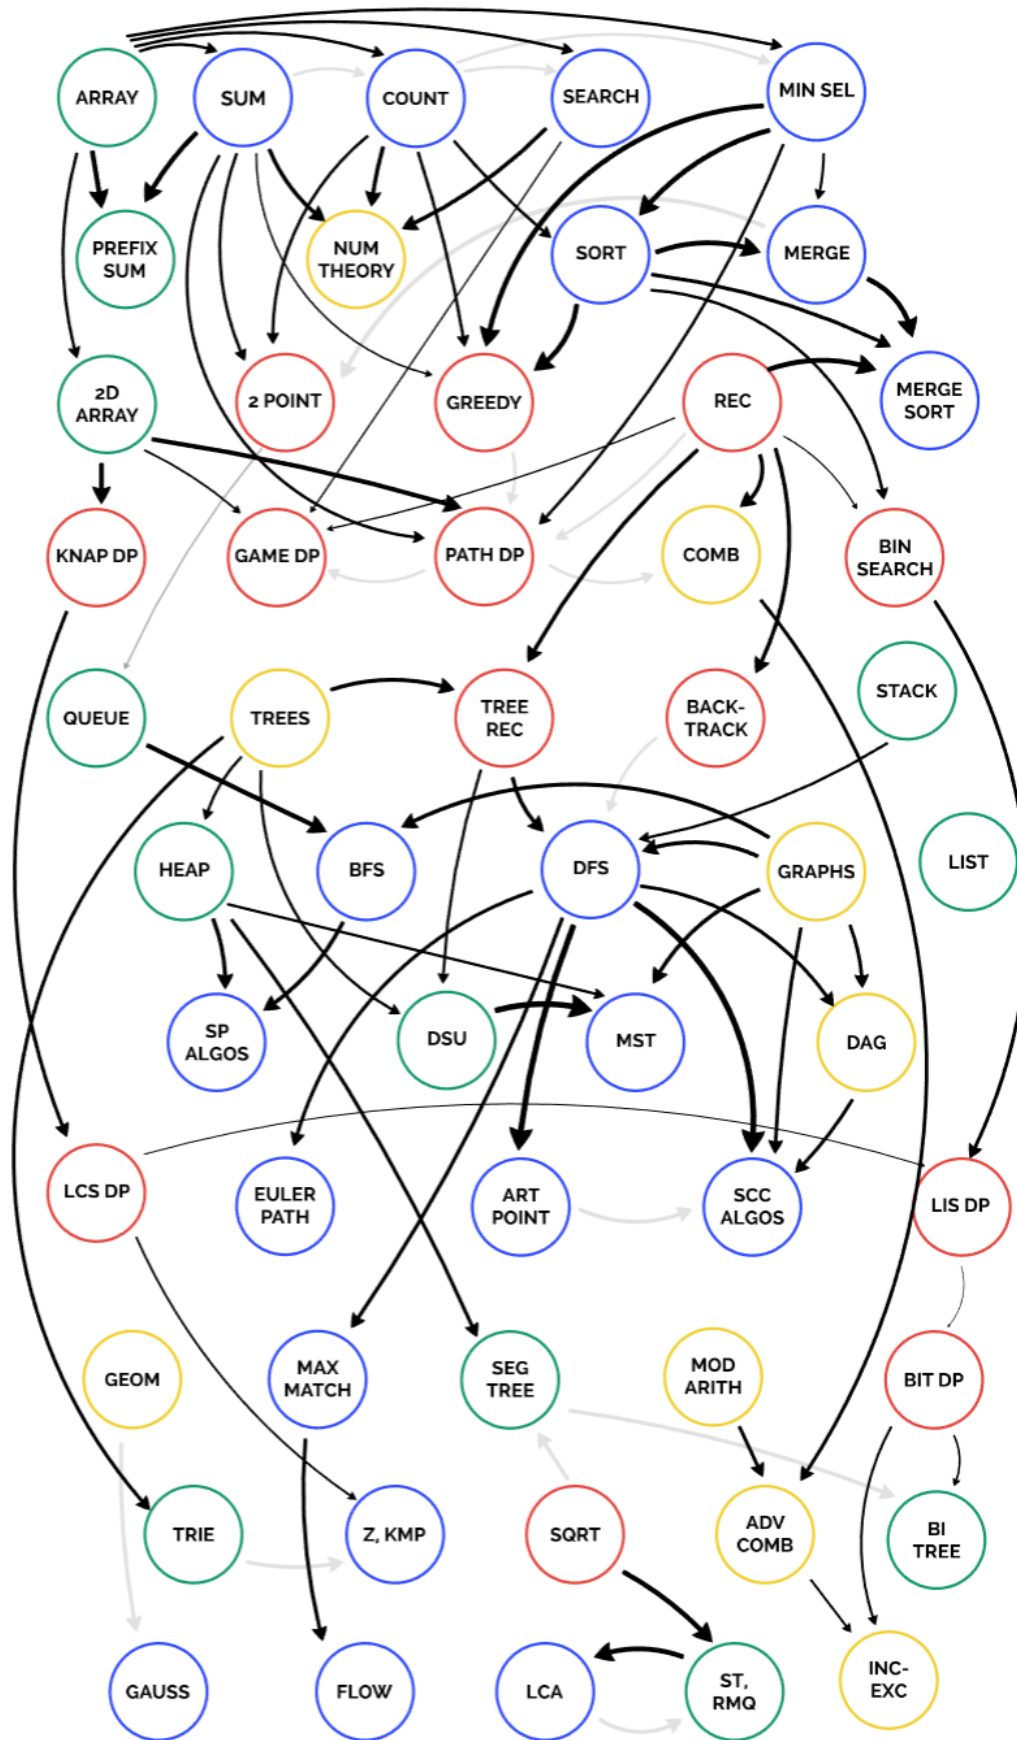 ARRAY
SUM
COUNT
SEARCH
MIN SEL
PREFIX
SUM
NUM
THEORY
SORT
MERGE
2D
ARRAY
2 POINT
GREEDY
REC
MERGE
SORT
KNAP DP
GAME DP
PATH DP
COMB
BIN
SEARCH
QUEUE
TREES
TREE
REC
BACK-
TRACK
STACK
HEAP
BFS
DFS
GRAPHS
LIST
SP
ALGOS
DSU
MST
DAG
LCS DP
EULER
PATH
ART
POINT
SCC
ALGOS
LIS DP
GEOM
MAX
MATCH
SEG
TREE
MOD
ARITH
BIT DP
TRIE
Z, KMP
SQRT
ADV
COMB
BI
TREE
GAUSS
FLOW
LCA
ST,
RMQ
INC-
EXC